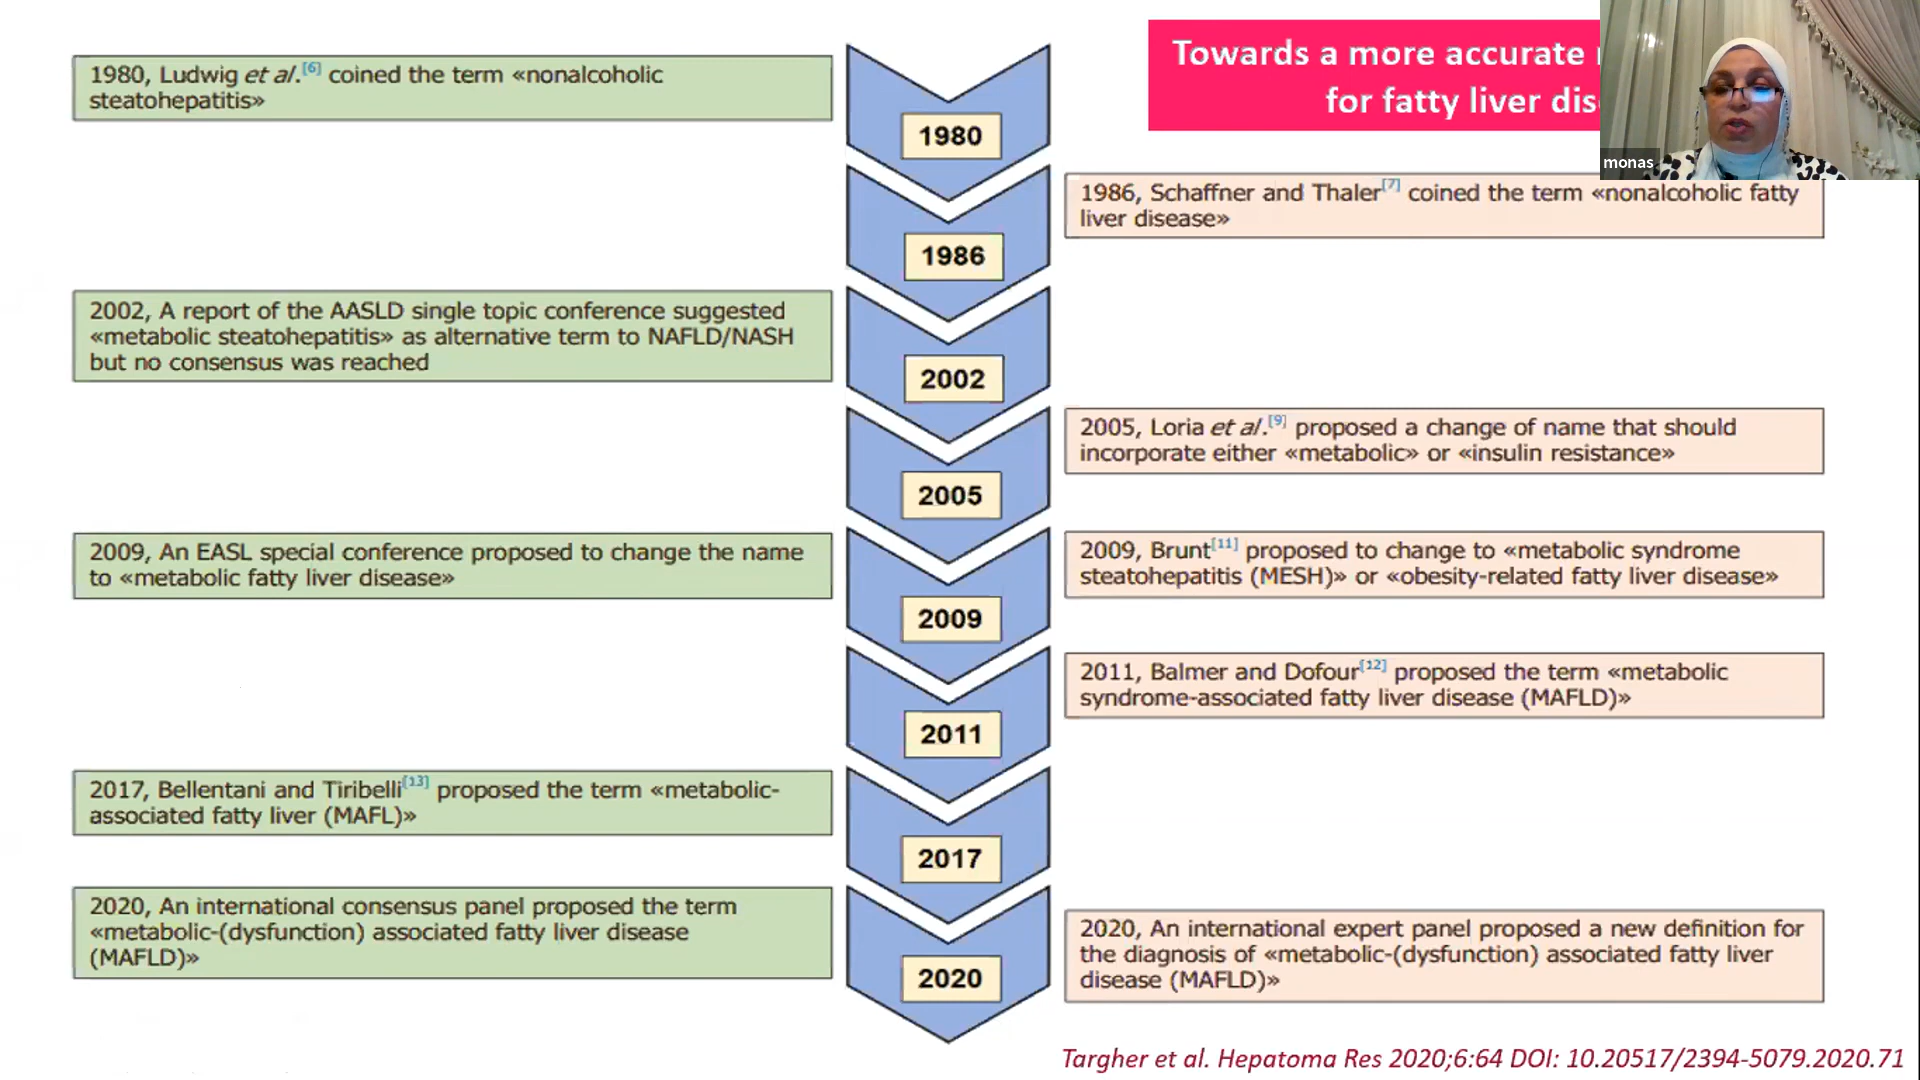 Towards a more accurate
for fatty liver
monas
1980, Ludwig et al.[6] coined the term «nonalcoholic
steatohepatitis»
1980
1986, Schaffner and Thaler[7] coined the term «nonalcoholic fatty
liver disease»
1986
2002, A report of the AASLD single topic conference suggested
«metabolic steatohepatitis» as alternative term to NAFLD/NASH
but no consensus was reached
2002
2005, Loria et al.[9] proposed a change of name that should
incorporate either «metabolic» or «insulin resistance»
2005
2009, An EASL special conference proposed to change the name
to «metabolic fatty liver disease»
2009, Brunt[11] proposed to change to «metabolic syndrome
steatohepatitis (MESH)» or «obesity-related fatty liver disease»
2009
2011, Balmer and Dofour[12] proposed the term «metabolic
syndrome-associated fatty liver disease (MAFLD)»
2011
2017, Bellentani and Tiribelli[13] proposed the term «metabolic-
associated fatty liver (MAFL)»
2017
2020, An international consensus panel proposed the term
«metabolic-(dysfunction) associated fatty liver disease
(MAFLD)»
2020, An international expert panel proposed a new definition for
the diagnosis of «metabolic-(dysfunction) associated fatty liver
disease (MAFLD)»
2020
Targher et al. Hepatoma Res 2020;6:64 DOI: 10.20517/2394-5079.2020.71